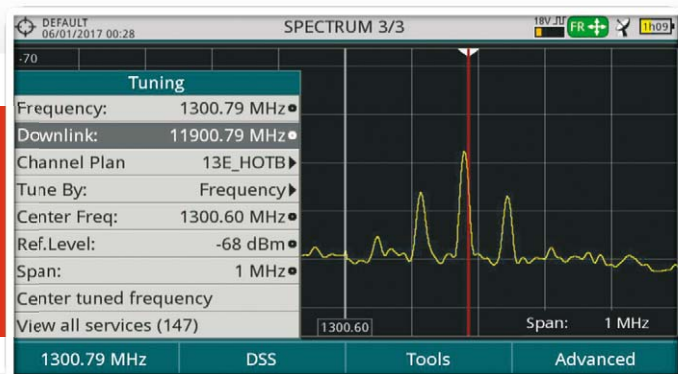 DEFAULT
06/01/2017 00:28
SPECTRUM 3/3
18V
FR
1h09
-70
Tuning
Frequency: 1300.79 MHz
Downlink: 11900.79 MHz
Channel Plan 13E_HOTB
Tune By: Frequency
Center Freq: 1300.60 MHz
Ref.Level: -68 dBm
Span: 1 MHz
Center tuned frequency
View all services (147)
1300.60
Span: 1 MHz
1300.79 MHz DSS Tools Advanced